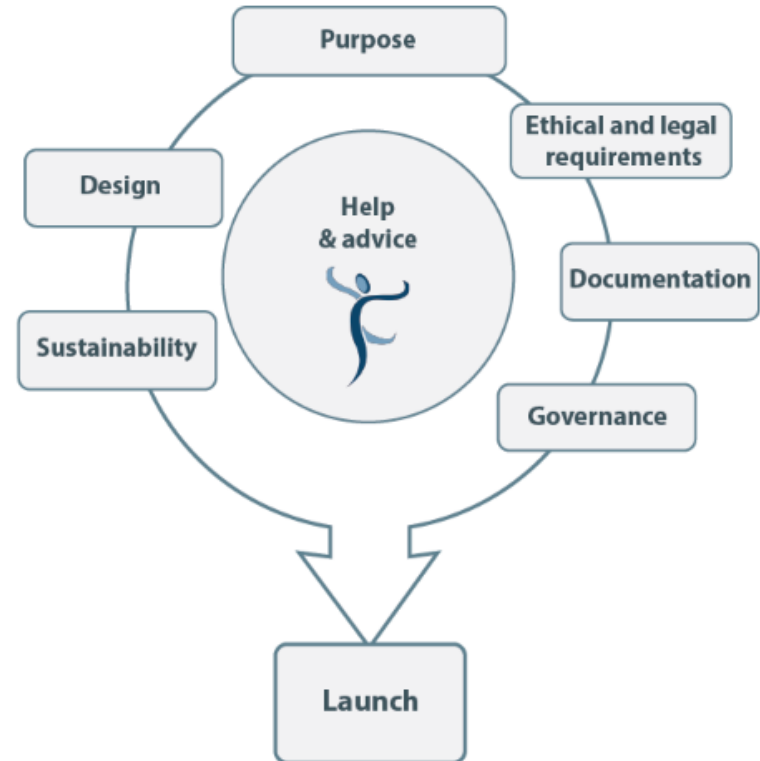 Purpose
Ethical and legal
requirements
Design
Help
& advice
Documentation
Sustainability
Governance
Launch